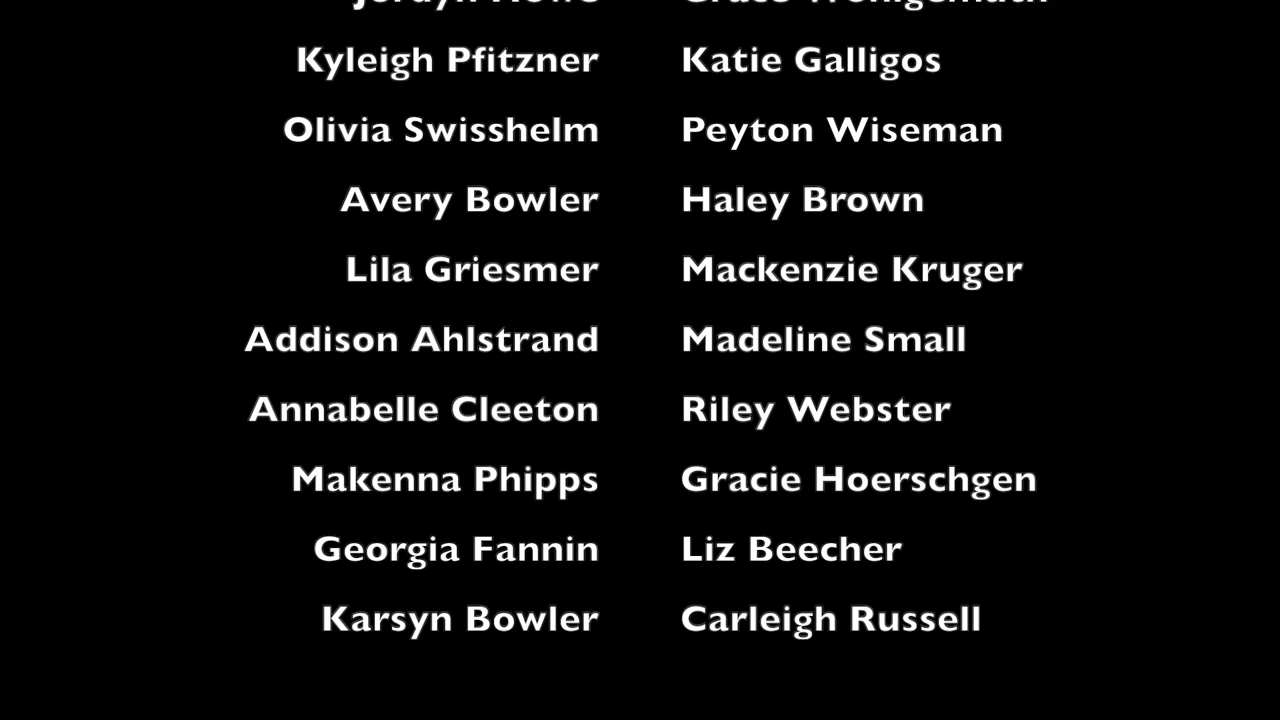 Kyleigh Pfitzner Katie Galligos
Olivia Swisshelm Peyton Wiseman
Avery Bowler Haley Brown
Lila Griesmer Mackenzie Kruger
Addison Ahlstrand Madeline Small
Annabelle Cleeton Riley Webster
Makenna Phipps Gracie Hoerschgen
Georgia Fannin Liz Beecher
Karsyn Bowler Carleigh Russell